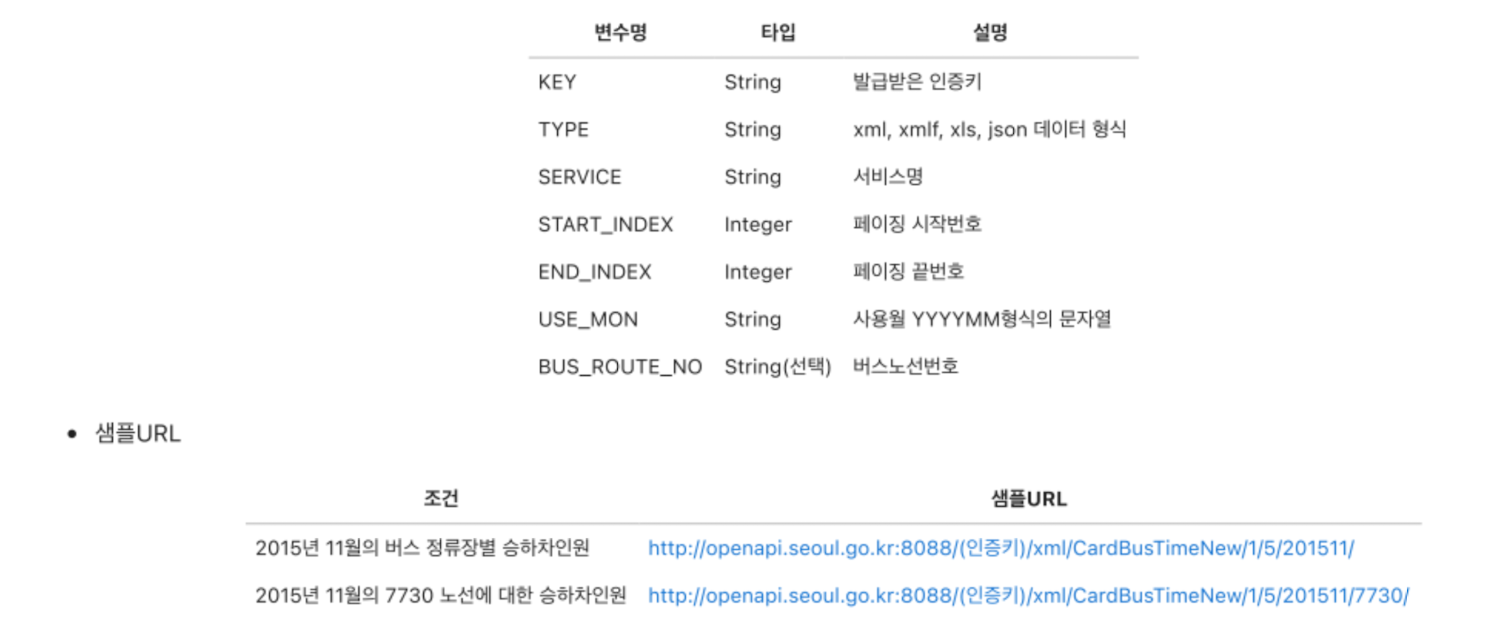 변수명 타입 설명
KEY String 발급받은 인증키
TYPE String xml, xmlf, xls, json 데이터 형식
SERVICE String 서비스명
START_INDEX Integer 페이징 시작번호
END_INDEX Integer 페이징 끝번호
USE_MON String 사용월 YYYYMM형식의 문자열
BUS_ROUTE_NO String(선택) 버스노선번호
• 샘플URL
조건 샘플URL
2015년 11월의 버스 정류장별 승하차인원 http://openapi.seoul.go.kr:8088/(인증키)/xml/CardBusTimeNew/1/5/201511/
2015년 11월의 7730 노선에 대한 승하차인원 http://openapi.seoul.go.kr:8088/(인증키)/xml/CardBusTimeNew/1/5/201511/7730/